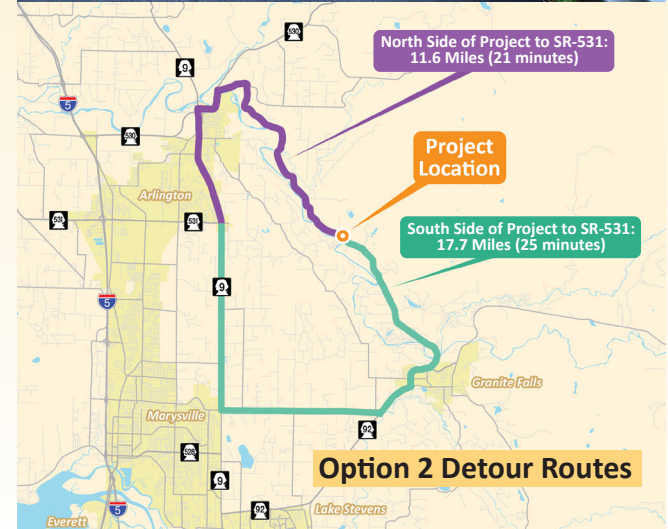 530
North Side of Project to SR-531:
11.6 Miles (21 minutes)
9
5
530
Project
Location
Arlington
531
531
South Side of Project to SR-531:
17.7 Miles (25 minutes)
9
5
Granite Falls
Marysville
92
528
Option 2 Detour Routes
9
92
5
Lake Stevens
Everett